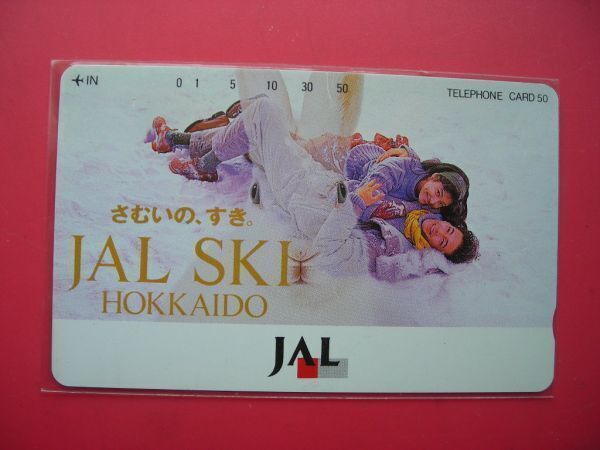 IN 0 1 5 10 30 50
TELEPHONE CARD 50
さむいの、すき。
JAL SKI
HOKKAIDO
JAL